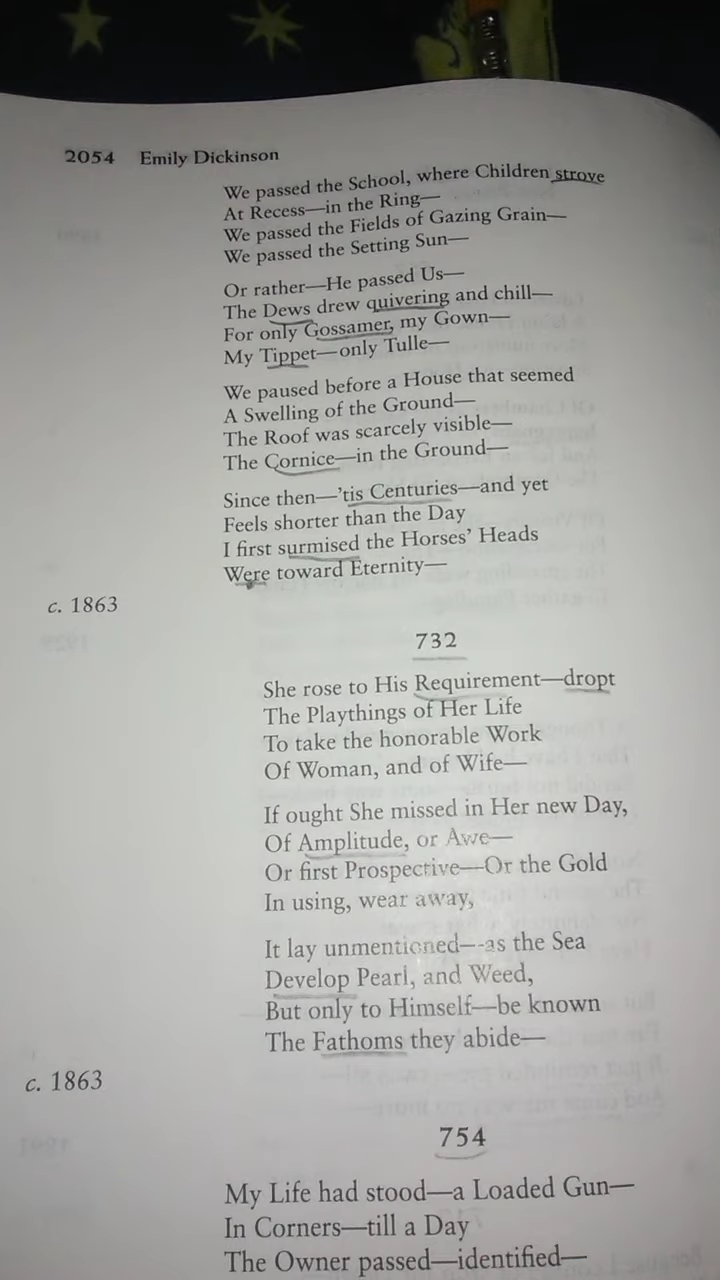 2054 Emily Dickinson
We passed the School, where Children strove
At Recess—in the Ring—
We passed the Fields of Gazing Grain—
We passed the Setting Sun—
Or rather—He passed Us—
The Dews drew quivering and chill—
For only Gossamer, my Gown—
My Tippet—only Tulle—
We paused before a House that seemed
A Swelling of the Ground—
The Roof was scarcely visible—
The Cornice—in the Ground—
Since then—'tis Centuries—and yet
Feels shorter than the Day
I first surmised the Horses' Heads
Were toward Eternity—
c. 1863
732
She rose to His Requirement—dropt
The Playthings of Her Life
To take the honorable Work
Of Woman, and of Wife—
If ought She missed in Her new Day,
Of Amplitude, or Awe—
Or first Prospective—Or the Gold
In using, wear away,
It lay unmentioned—as the Sea
Develop Pearl, and Weed,
But only to Himself—be known
The Fathoms they abide—
c. 1863
754
My Life had stood—a Loaded Gun—
In Corners—till a Day
The Owner passed—identified—